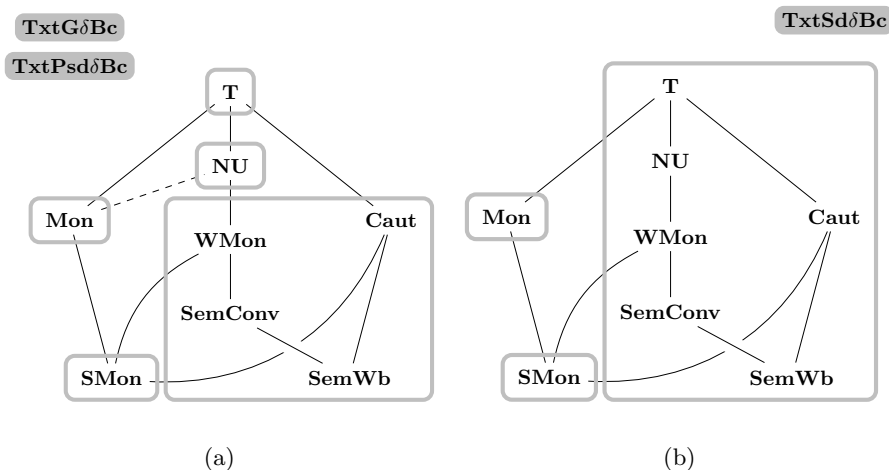 TxtGδBc
TxtPsdδBc
T
NU
Mon
Caut
WMon
SemConv
SMon
SemWb
(a)
TxtSdδBc
T
NU
Mon
Caut
WMon
SemConv
SMon
SemWb
(b)